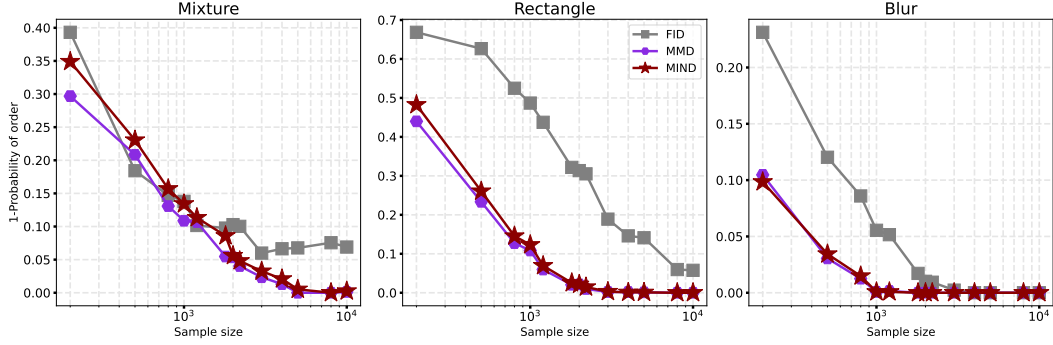 Mixture
Rectangle
Blur
1-Probability of order
0.40
0.35
0.30
0.25
0.20
0.15
0.10
0.05
0.00
10³
10⁴
Sample size
0.7
0.6
0.5
0.4
0.3
0.2
0.1
0.0
FID
MMD
MIND
10³
10⁴
Sample size
0.20
0.15
0.10
0.05
0.00
10³
10⁴
Sample size